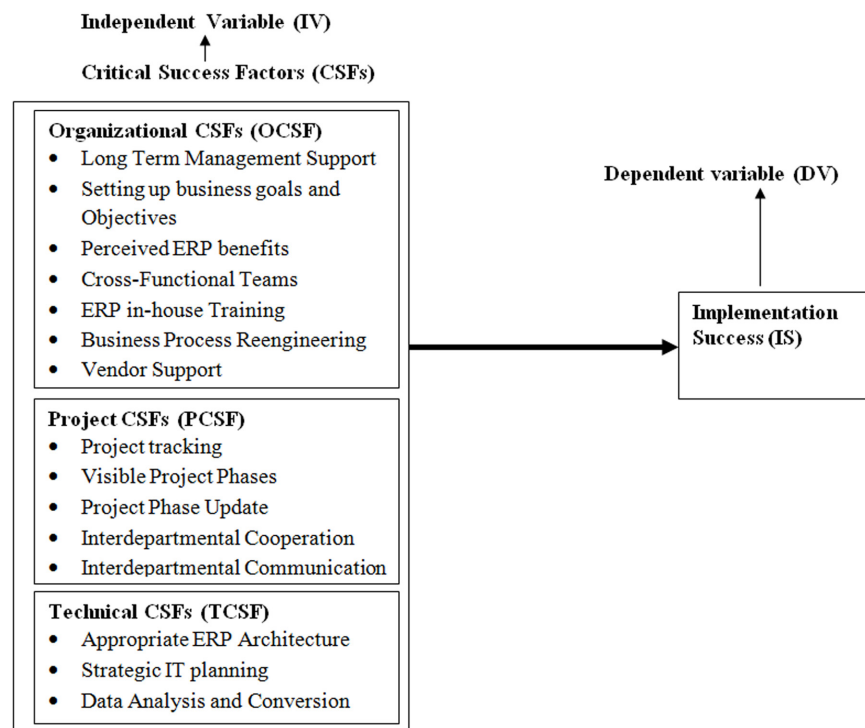 Independent Variable (IV)
Critical Success Factors (CSFs)
Organizational CSFs (OCSF)
• Long Term Management Support
• Setting up business goals and
Objectives
• Perceived ERP benefits
• Cross-Functional Teams
• ERP in-house Training
• Business Process Reengineering
• Vendor Support
Project CSFs (PCSF)
• Project tracking
• Visible Project Phases
• Project Phase Update
• Interdepartmental Cooperation
• Interdepartmental Communication
Technical CSFs (TCSF)
• Appropriate ERP Architecture
• Strategic IT planning
• Data Analysis and Conversion
Dependent variable (DV)
Implementation
Success (IS)